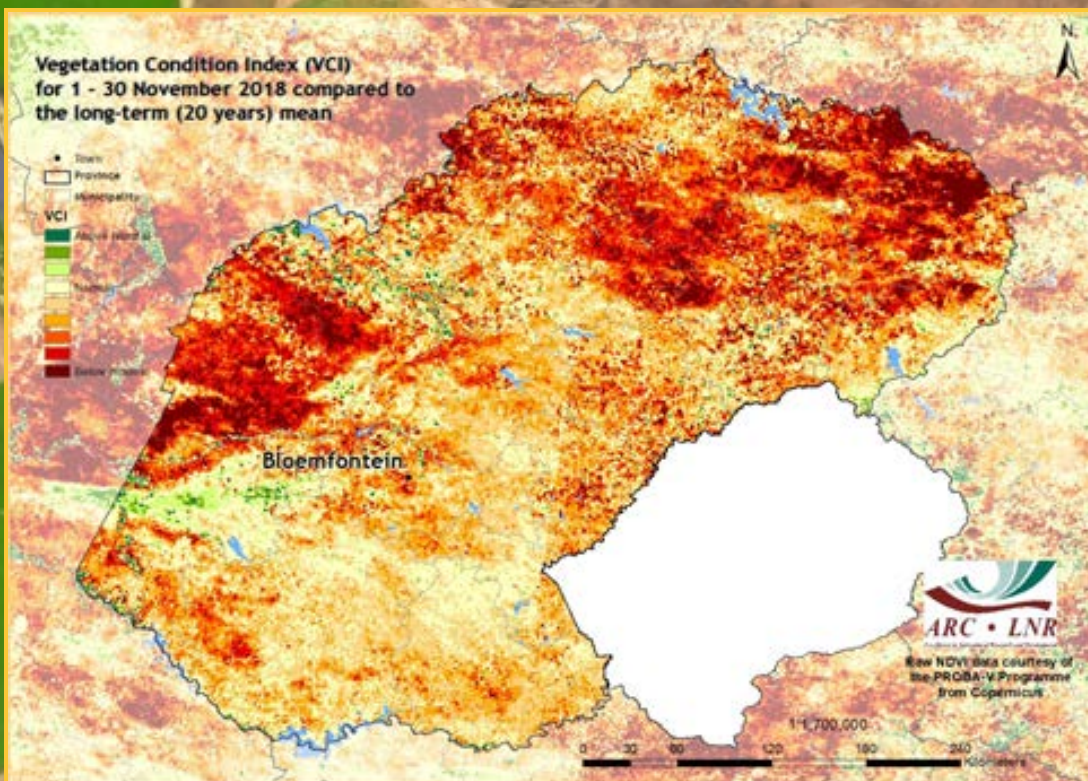 Vegetation Condition Index (VCI)
for 1 - 30 November 2018 compared to
the long-term (20 years) mean
N
Town
Province
Municipality
VCI
Above normal
Below normal
Bloemfontein
ARC • LNR
Raw NDVI data courtesy of
the PROBA-V Programme
from Copernicus
1:1,700,000
0 30 60 120 180 240
Kilometers